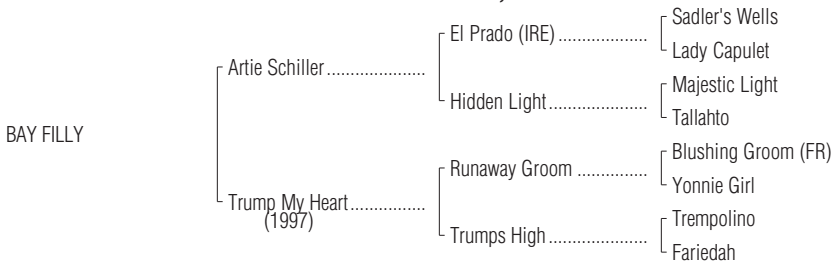 Sadler's Wells
El Prado (IRE)....................
Lady Capulet
Artie Schiller......................
Majestic Light
Hidden Light......................
Tallahto
BAY FILLY
Blushing Groom (FR)
Runaway Groom ................
Yonnie Girl
Trump My Heart.................
(1997)
Trempolino
Trumps High......................
Fariedah